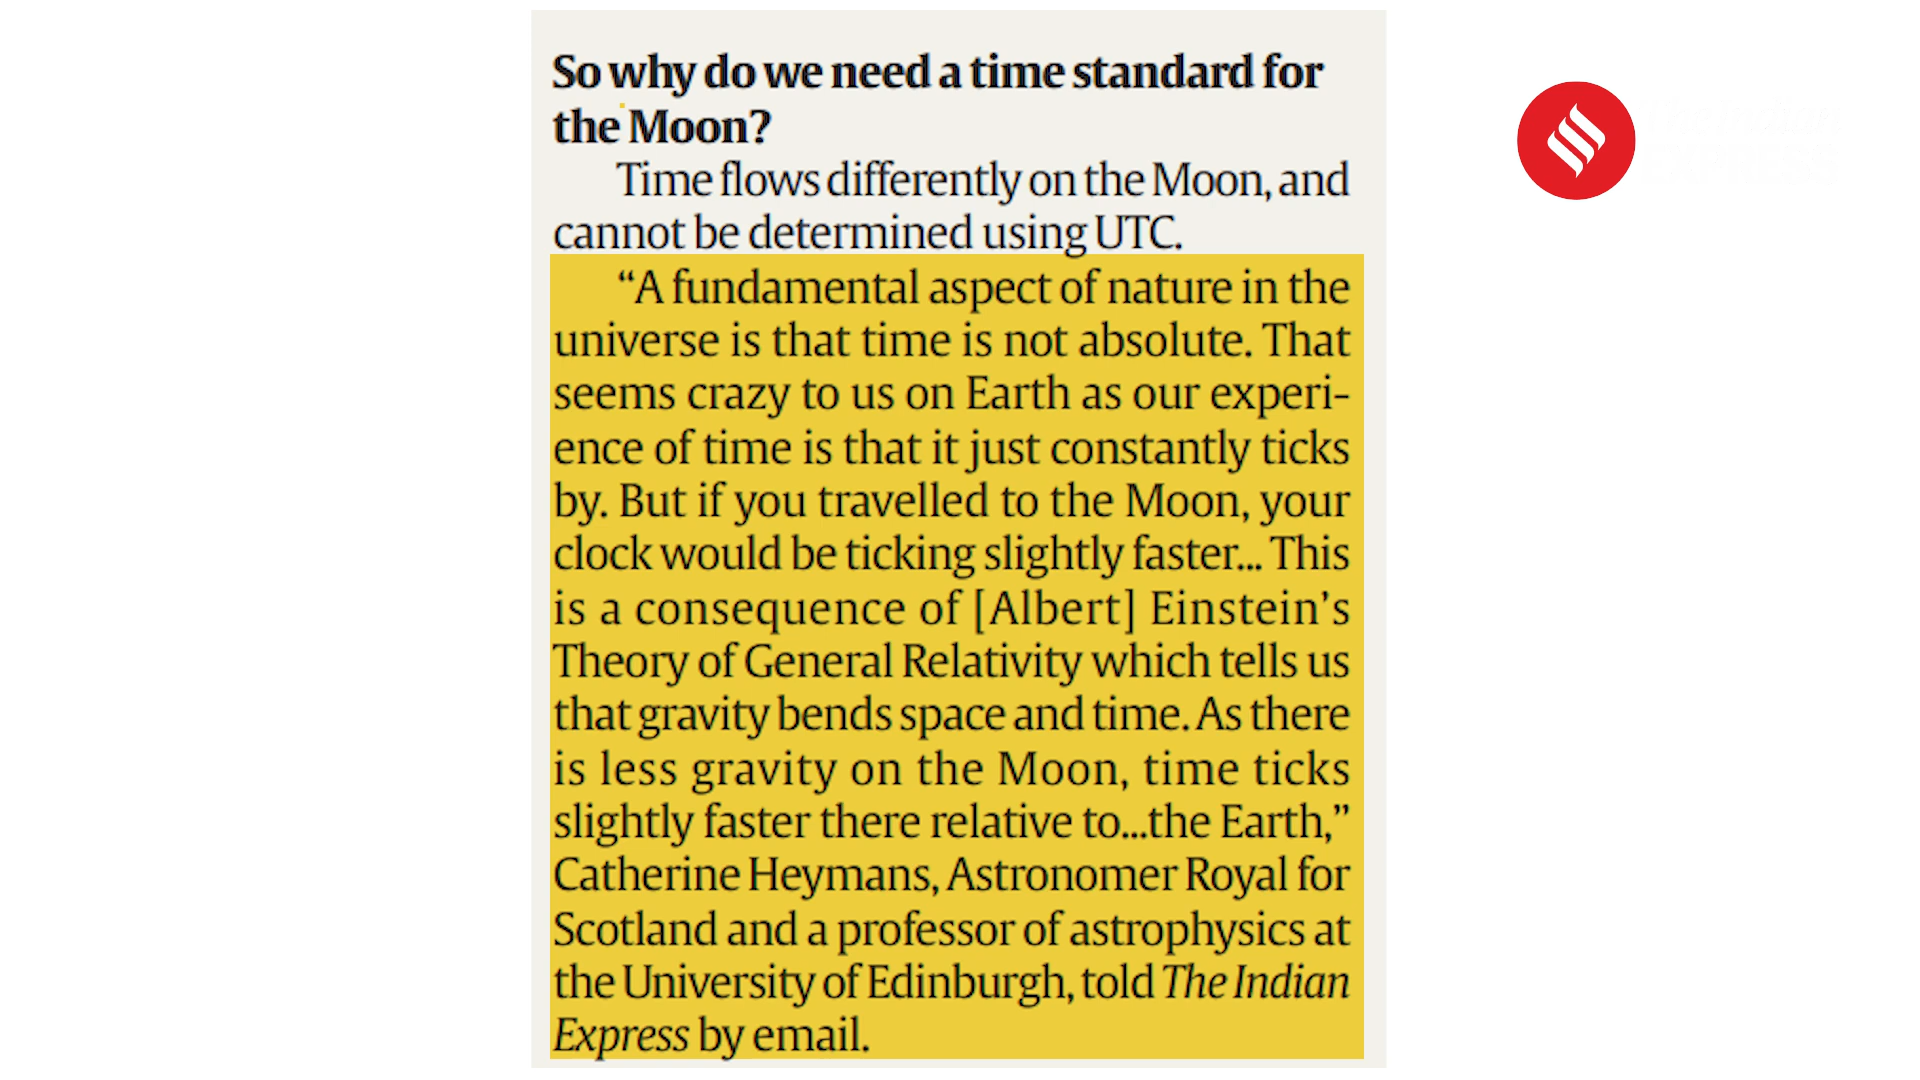 So why do we need a time standard for
the Moon?
Time flows differently on the Moon, and
cannot be determined using UTC.
“A fundamental aspect of nature in the
universe is that time is not absolute. That
seems crazy to us on Earth as our experi-
ence of time is that it just constantly ticks
by. But if you travelled to the Moon, your
clock would be ticking slightly faster... This
is a consequence of [Albert] Einstein’s
Theory of General Relativity which tells us
that gravity bends space and time. As there
is less gravity on the Moon, time ticks
slightly faster there relative to...the Earth,”
Catherine Heymans, Astronomer Royal for
Scotland and a professor of astrophysics at
the University of Edinburgh, told The Indian
Express by email.